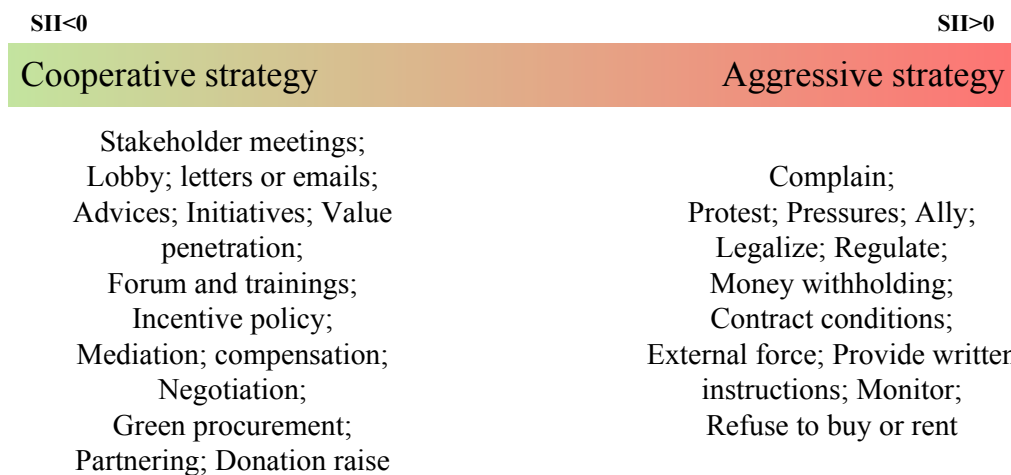 SII<0
SII>0
Cooperative strategy
Aggressive strategy
Stakeholder meetings;
Lobby; letters or emails;
Advices; Initiatives; Value
penetration;
Forum and trainings;
Incentive policy;
Mediation; compensation;
Negotiation;
Green procurement;
Partnering; Donation raise
Complain;
Protest; Pressures; Ally;
Legalize; Regulate;
Money withholding;
Contract conditions;
External force; Provide written
instructions; Monitor;
Refuse to buy or rent